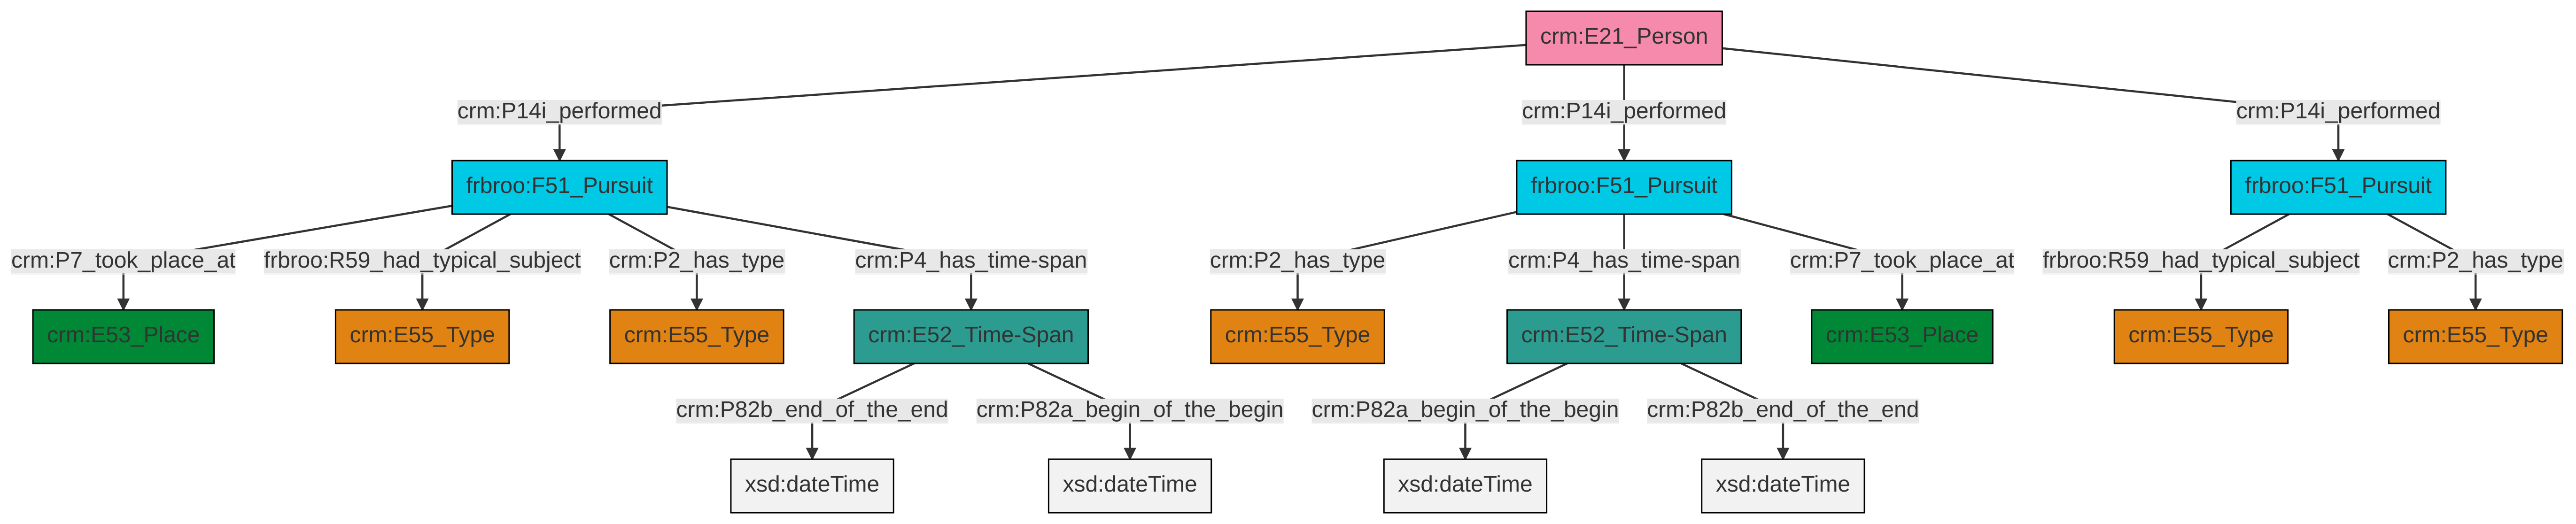 crm:E21_Person
crm:P14i_performed
crm:P14i_performed
crm:P14i_performed
frbroo:F51_Pursuit
frbroo:F51_Pursuit
frbroo:F51_Pursuit
crm:P7_took_place_at
frbroo:R59_had_typical_subject
crm:P2_has_type
crm:P4_has_time-span
crm:P2_has_type
crm:P4_has_time-span
crm:P7_took_place_at
frbroo:R59_had_typical_subject
crm:P2_has_type
crm:E53_Place
crm:E55_Type
crm:E55_Type
crm:E52_Time-Span
crm:E55_Type
crm:E52_Time-Span
crm:E53_Place
crm:E55_Type
crm:E55_Type
crm:P82b_end_of_the_end
crm:P82a_begin_of_the_begin
crm:P82a_begin_of_the_begin
crm:P82b_end_of_the_end
xsd:dateTime
xsd:dateTime
xsd:dateTime
xsd:dateTime